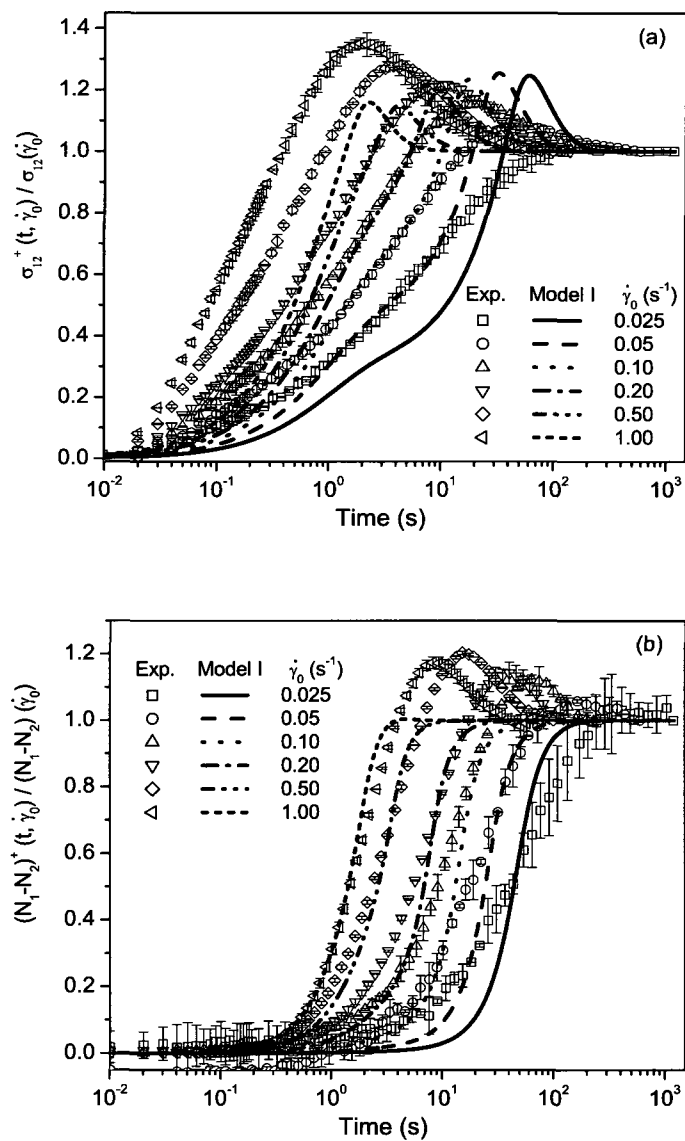 (a)
1.4
1.2
1.0
0.8
0.6
0.4
0.2
0.0
σ₁₂⁺ (t, γ̇₀) / σ₁₂(γ̇₀)
Exp. Model I γ̇₀ (s⁻¹)
0.025
0.05
0.10
0.20
0.50
1.00
10⁻² 10⁻¹ 10⁰ 10¹ 10² 10³
Time (s)
(b)
1.2
1.0
0.8
0.6
0.4
0.2
0.0
(N₁-N₂)⁺ (t, γ̇₀) / (N₁-N₂) (γ̇₀)
Exp. Model I γ̇₀ (s⁻¹)
0.025
0.05
0.10
0.20
0.50
1.00
10⁻² 10⁻¹ 10⁰ 10¹ 10² 10³
Time (s)